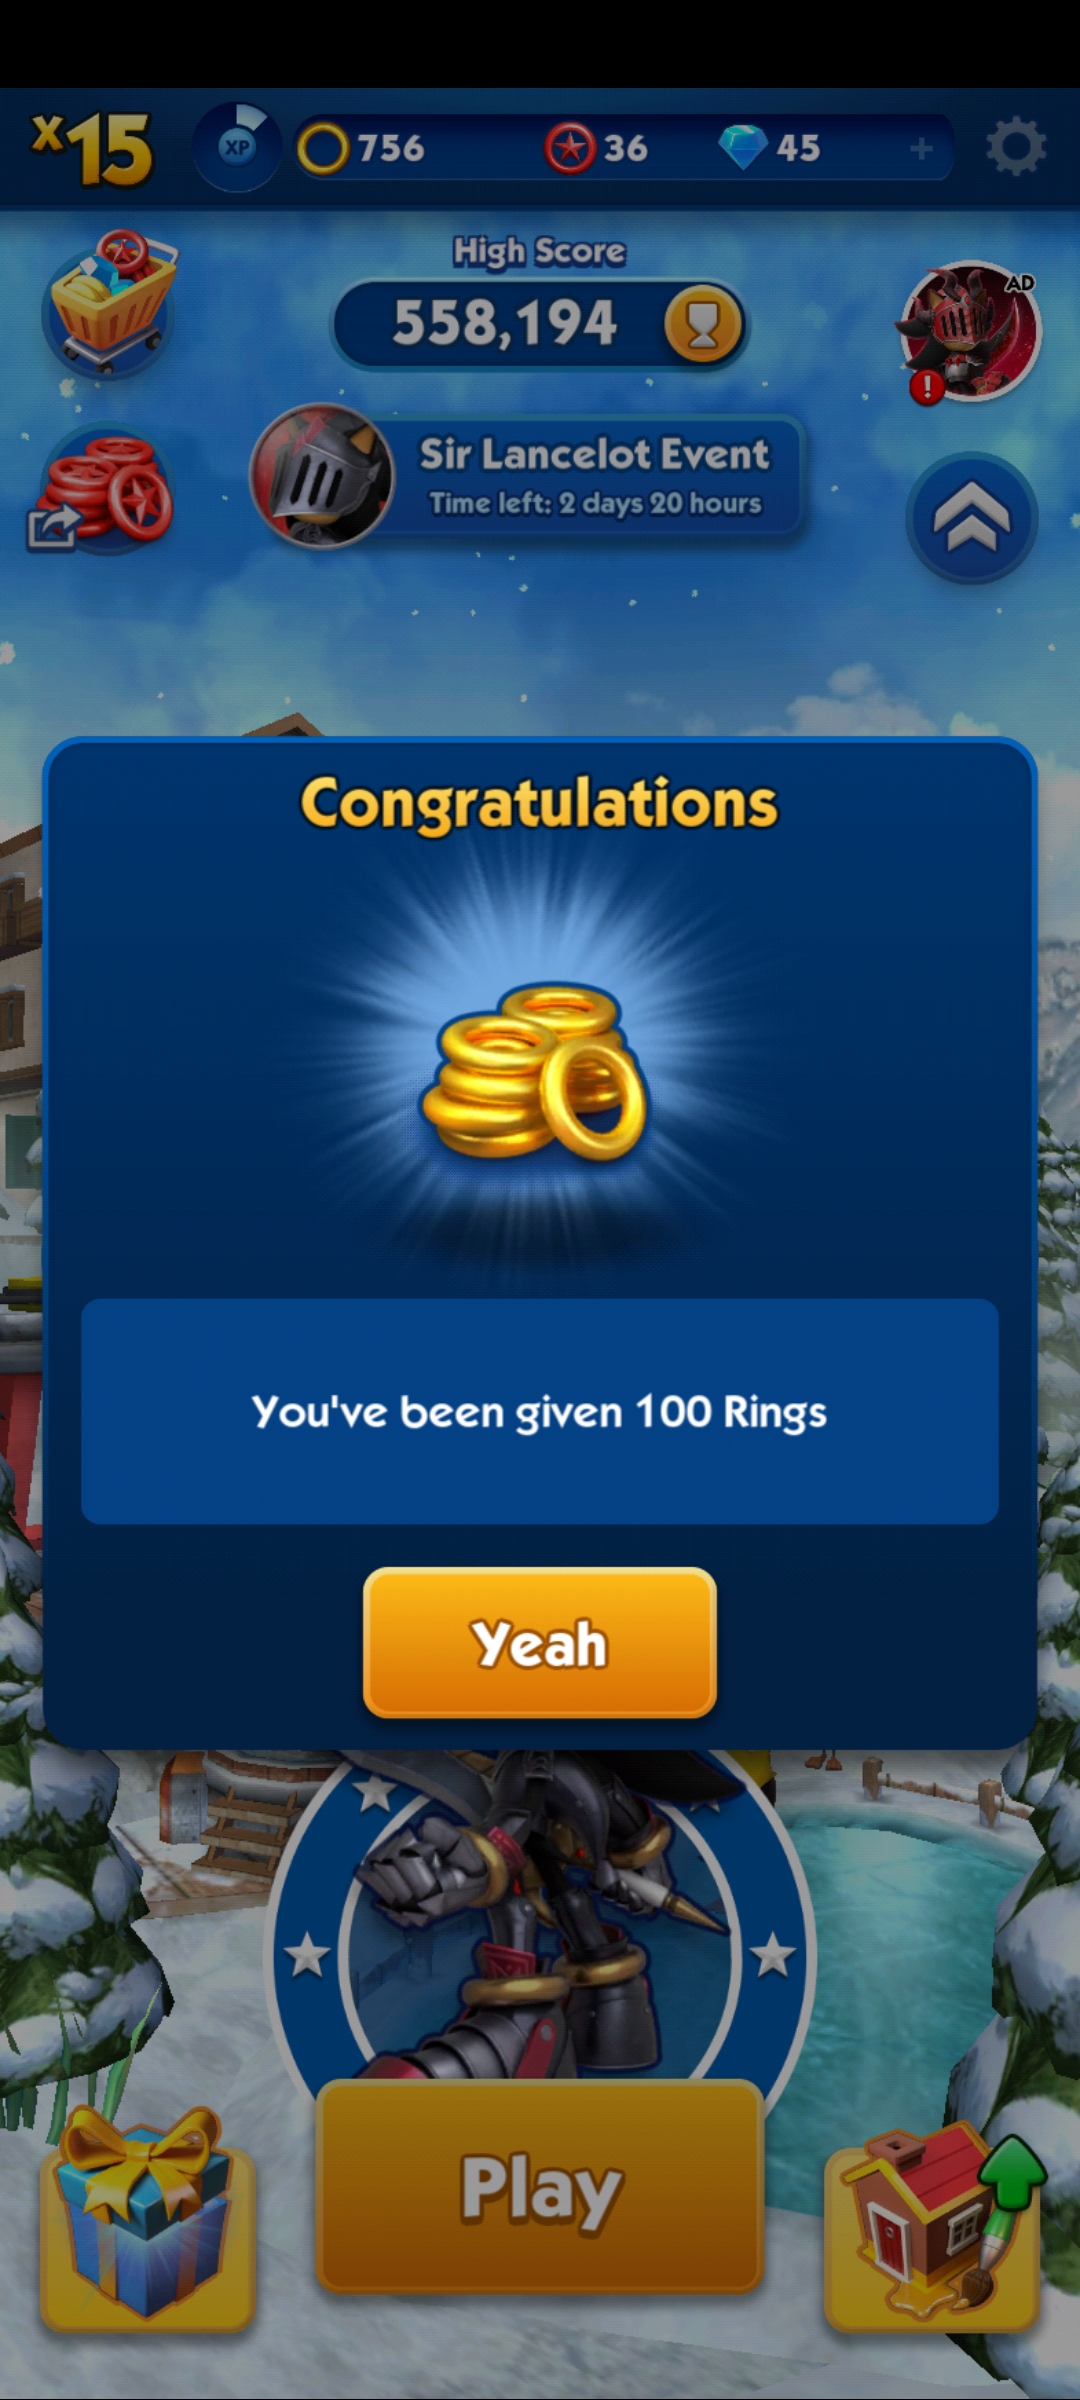 x15
XP
756
36
45
+
High Score
558,194
AD
!
Sir Lancelot Event
Time left: 2 days 20 hours
Congratulations
You've been given 100 Rings
Yeah
Play